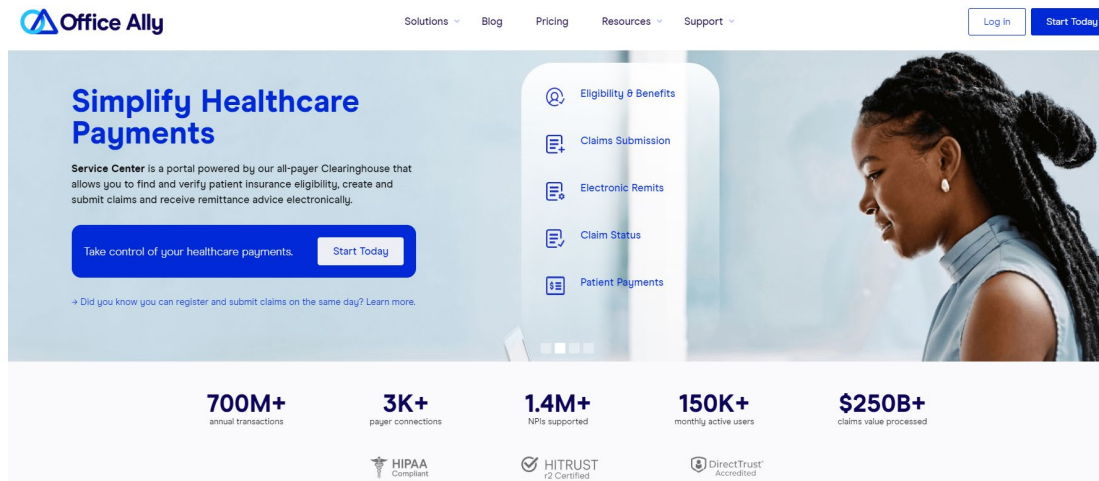 Office Ally
Solutions
Blog
Pricing
Resources
Support
Log in
Start Today
Simplify Healthcare
Payments
Service Center is a portal powered by our all-payer Clearinghouse that
allows you to find and verify patient insurance eligibility, create and
submit claims and receive remittance advice electronically.
Take control of your healthcare payments.
Start Today
→ Did you know you can register and submit claims on the same day? Learn more.
Eligibility & Benefits
Claims Submission
Electronic Remits
Claim Status
Patient Payments
700M+
annual transactions
3K+
payer connections
1.4M+
NPIs supported
150K+
monthly active users
$250B+
claims value processed
HIPAA
Compliant
HITRUST
r2 Certified
DirectTrust
Accredited